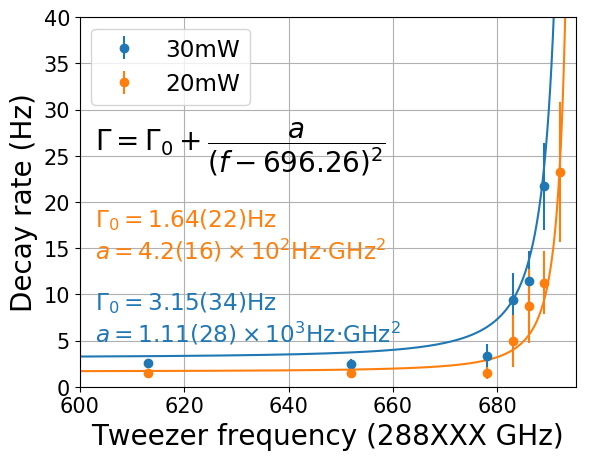 40
35
30
25
20
15
10
5
0
Decay rate (Hz)
30mW
20mW
Γ = Γ₀ + a/(f − 696.26)²
Γ₀ = 1.64(22)Hz
a = 4.2(16) × 10²Hz·GHz²
Γ₀ = 3.15(34)Hz
a = 1.11(28) × 10³Hz·GHz²
600 620 640 660 680
Tweezer frequency (288XXX GHz)